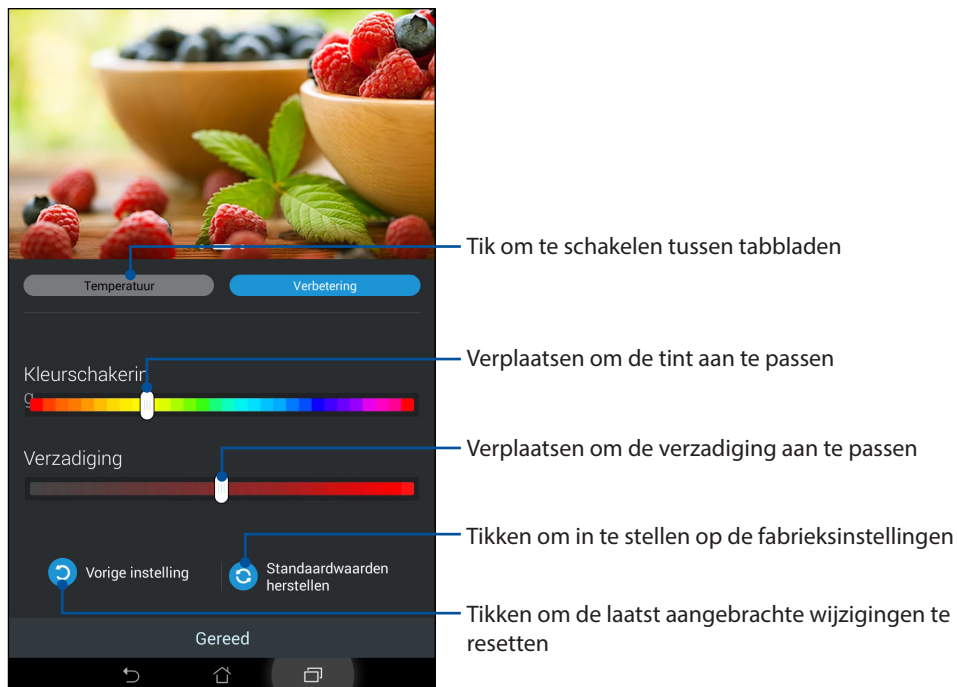 Tik om te schakelen tussen tabbladen
Temperatuur
Verbetering
Verplaatsen om de tint aan te passen
Kleurschakerin
g
Verzadiging
Verplaatsen om de verzadiging aan te passen
Tikken om in te stellen op de fabrieksinstellingen
Vorige instelling
Standaardwaarden
herstellen
Tikken om de laatst aangebrachte wijzigingen te
resetten
Gereed